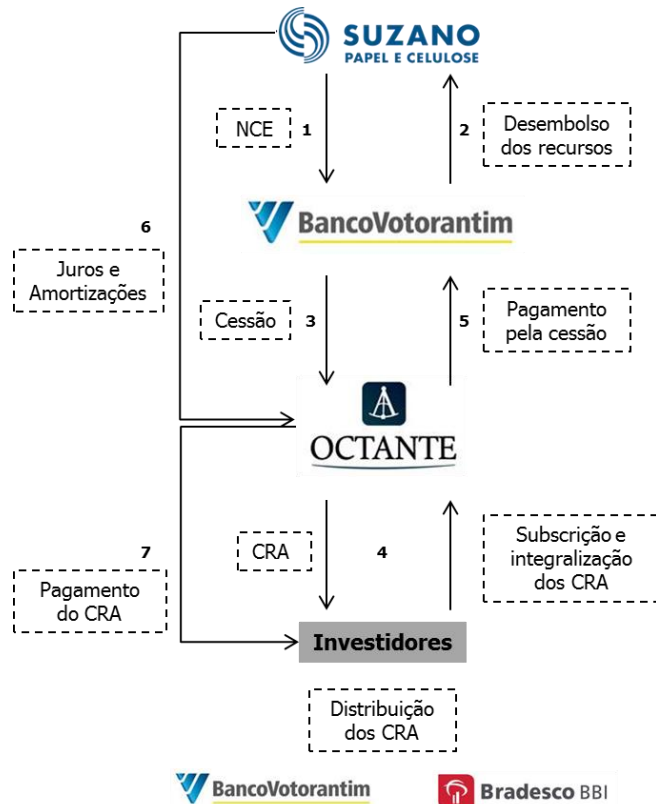 SUZANO
PAPEL E CELULOSE
NCE
1
2
Desembolso
dos recursos
BancoVotorantim
6
Juros e
Amortizações
Cessão
3
5
Pagamento
pela cessão
OCTANTE
7
Pagamento
do CRA
CRA
4
Subscrição e
integralização
dos CRA
Investidores
Distribuição
dos CRA
BancoVotorantim
Bradesco BBI